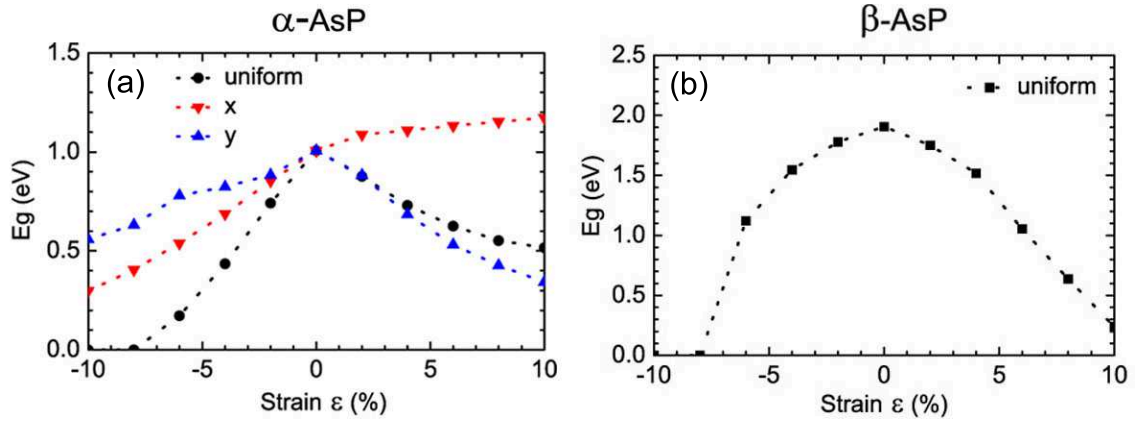 α-AsP
(a)
uniform
x
y
1.5
1.0
0.5
0.0
Eg (eV)
-10
-5
0
5
10
Strain ε (%)
β-AsP
(b)
uniform
2.5
2.0
1.5
1.0
0.5
0.0
Eg (eV)
-10
-5
0
5
10
Strain ε (%)